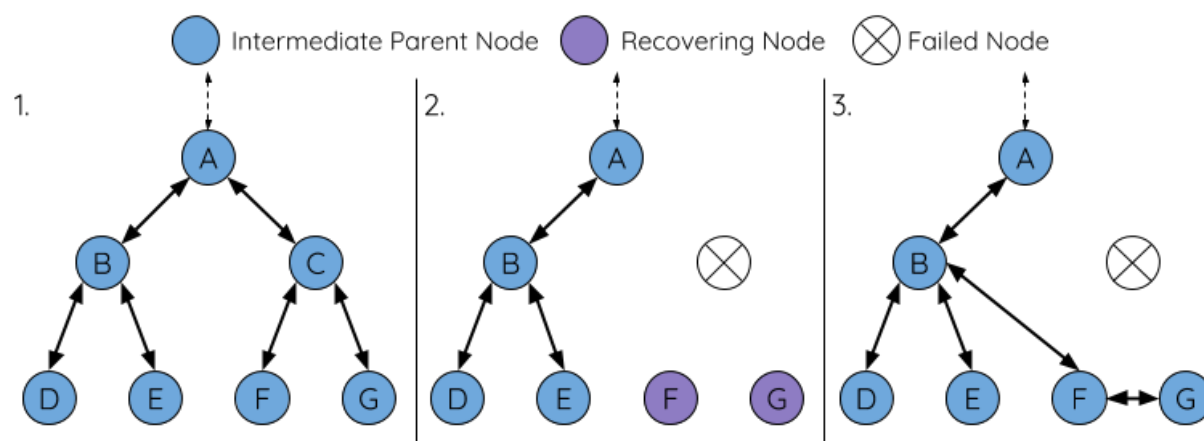 Intermediate Parent Node Recovering Node Failed Node
1. 2. 3.
A A A
B C B B
D E F G D E F G D E F G